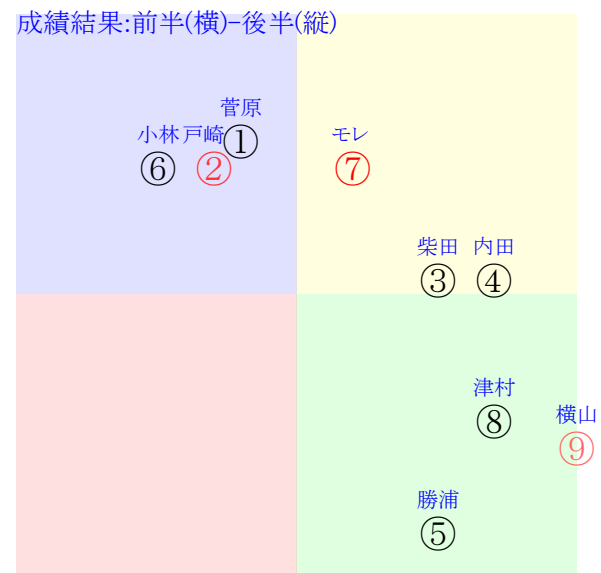 成績結果:前半(横)-後半(縦)
菅原
①
小林
⑥
戸崎
②
モレ
⑦
柴田
③
内田
④
津村
⑧
横山
⑨
勝浦
⑤